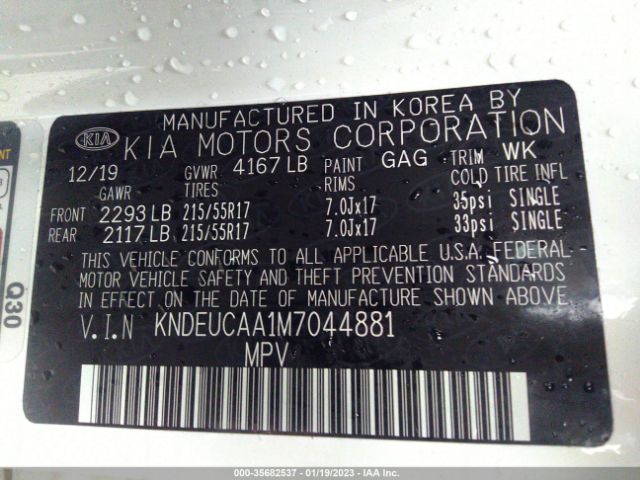 MANUFACTURED IN KOREA BY
KIA KIA MOTORS CORPORATION
12/19 GVWR 4167 LB PAINT GAG TRIM WK
GAWR TIRES RIMS COLD TIRE INFL
FRONT 2293 LB 215/55R17 7.0Jx17 35psi SINGLE
REAR 2117 LB 215/55R17 7.0Jx17 33psi SINGLE
THIS VEHICLE CONFORMS TO ALL APPLICABLE U.S.A. FEDERAL
MOTOR VEHICLE SAFETY AND THEFT PREVENTION STANDARDS
IN EFFECT ON THE DATE OF MANUFACTURE SHOWN ABOVE.
V.I.N KNDEUCAA1M7044881
MPV
Q30
000-35682537 - 01/19/2023 - IAAI.com